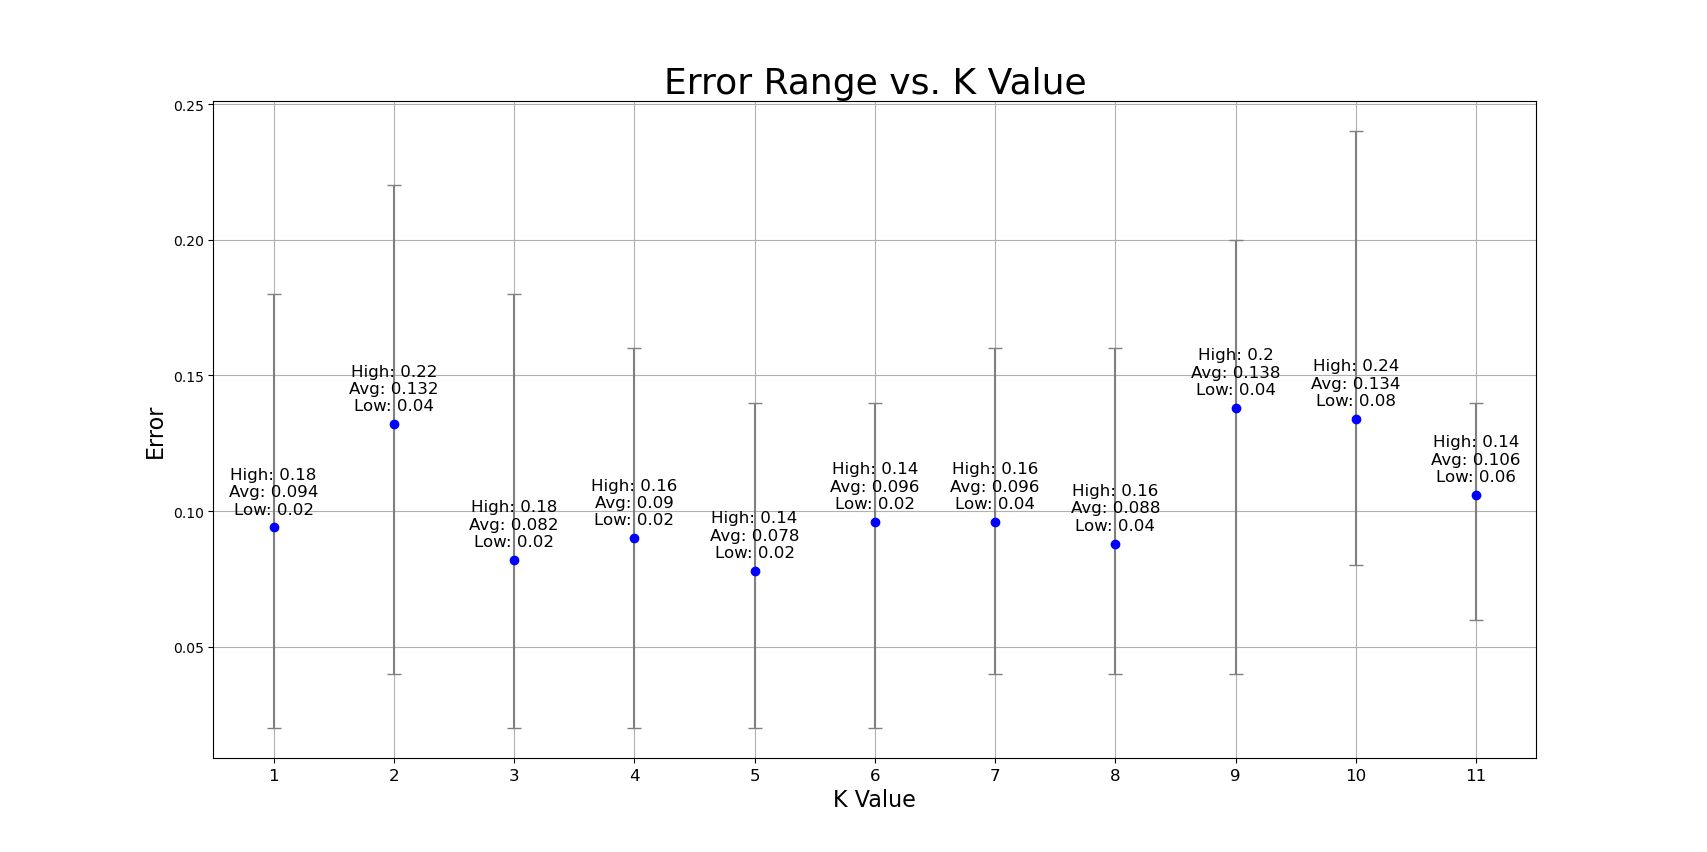 Error Range vs. K Value
0.25
0.20
0.15
0.10
0.05
Error
High: 0.18
Avg: 0.094
Low: 0.02
High: 0.22
Avg: 0.132
Low: 0.04
High: 0.18
Avg: 0.082
Low: 0.02
High: 0.16
Avg: 0.09
Low: 0.02
High: 0.14
Avg: 0.078
Low: 0.02
High: 0.14
Avg: 0.096
Low: 0.02
High: 0.16
Avg: 0.096
Low: 0.04
High: 0.16
Avg: 0.088
Low: 0.04
High: 0.2
Avg: 0.138
Low: 0.04
High: 0.24
Avg: 0.134
Low: 0.08
High: 0.14
Avg: 0.106
Low: 0.06
1 2 3 4 5 6 7 8 9 10 11
K Value